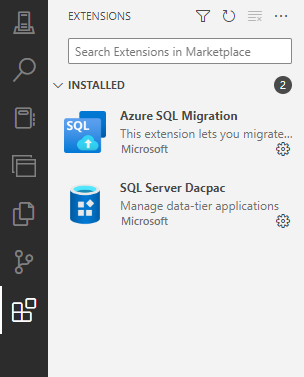 EXTENSIONS
Search Extensions in Marketplace
INSTALLED 2
SQL
Azure SQL Migration
This extension lets you migrate...
Microsoft
SQL Server Dacpac
Manage data-tier applications
Microsoft